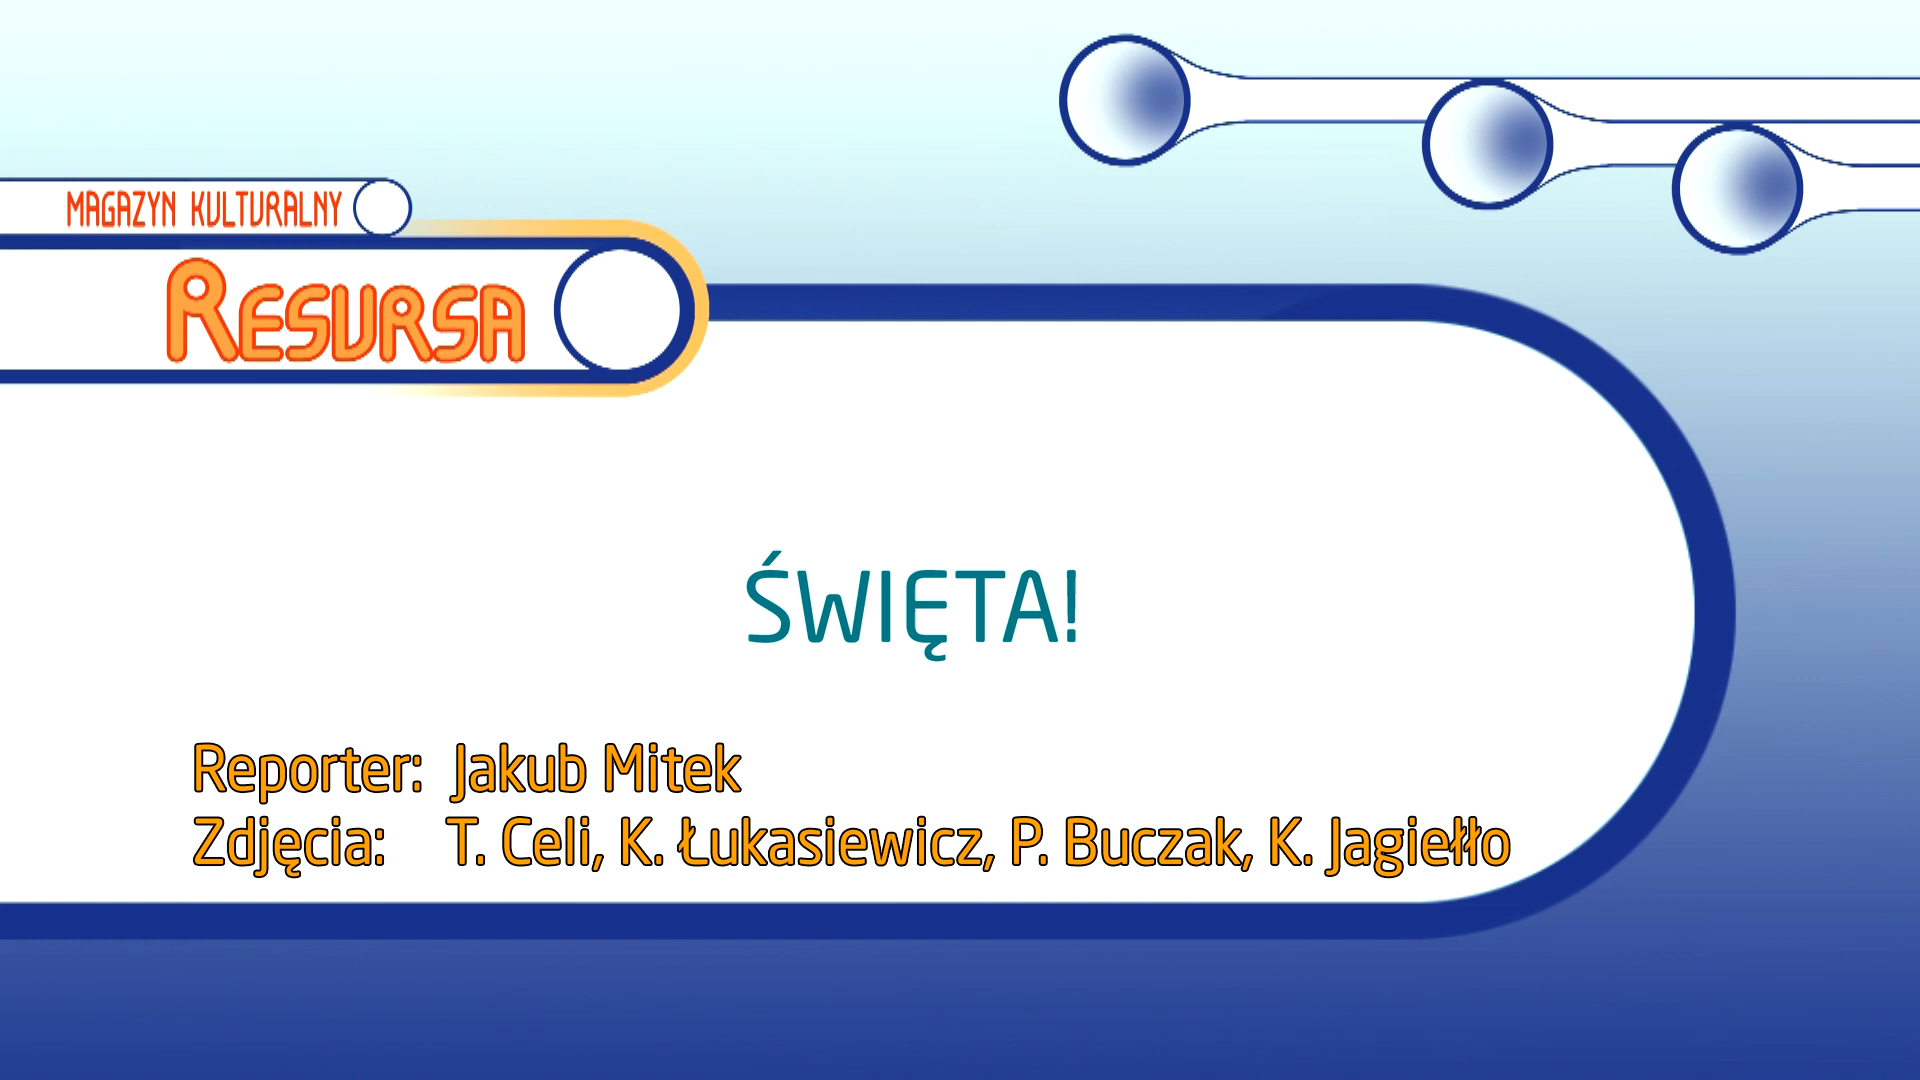 MAGAZYN KULTURALNY
RESURSA
ŚWIĘTA!
Reporter: Jakub Mitek
Zdjęcia: T. Celi, K. Łukasiewicz, P. Buczak, K. Jagiełło